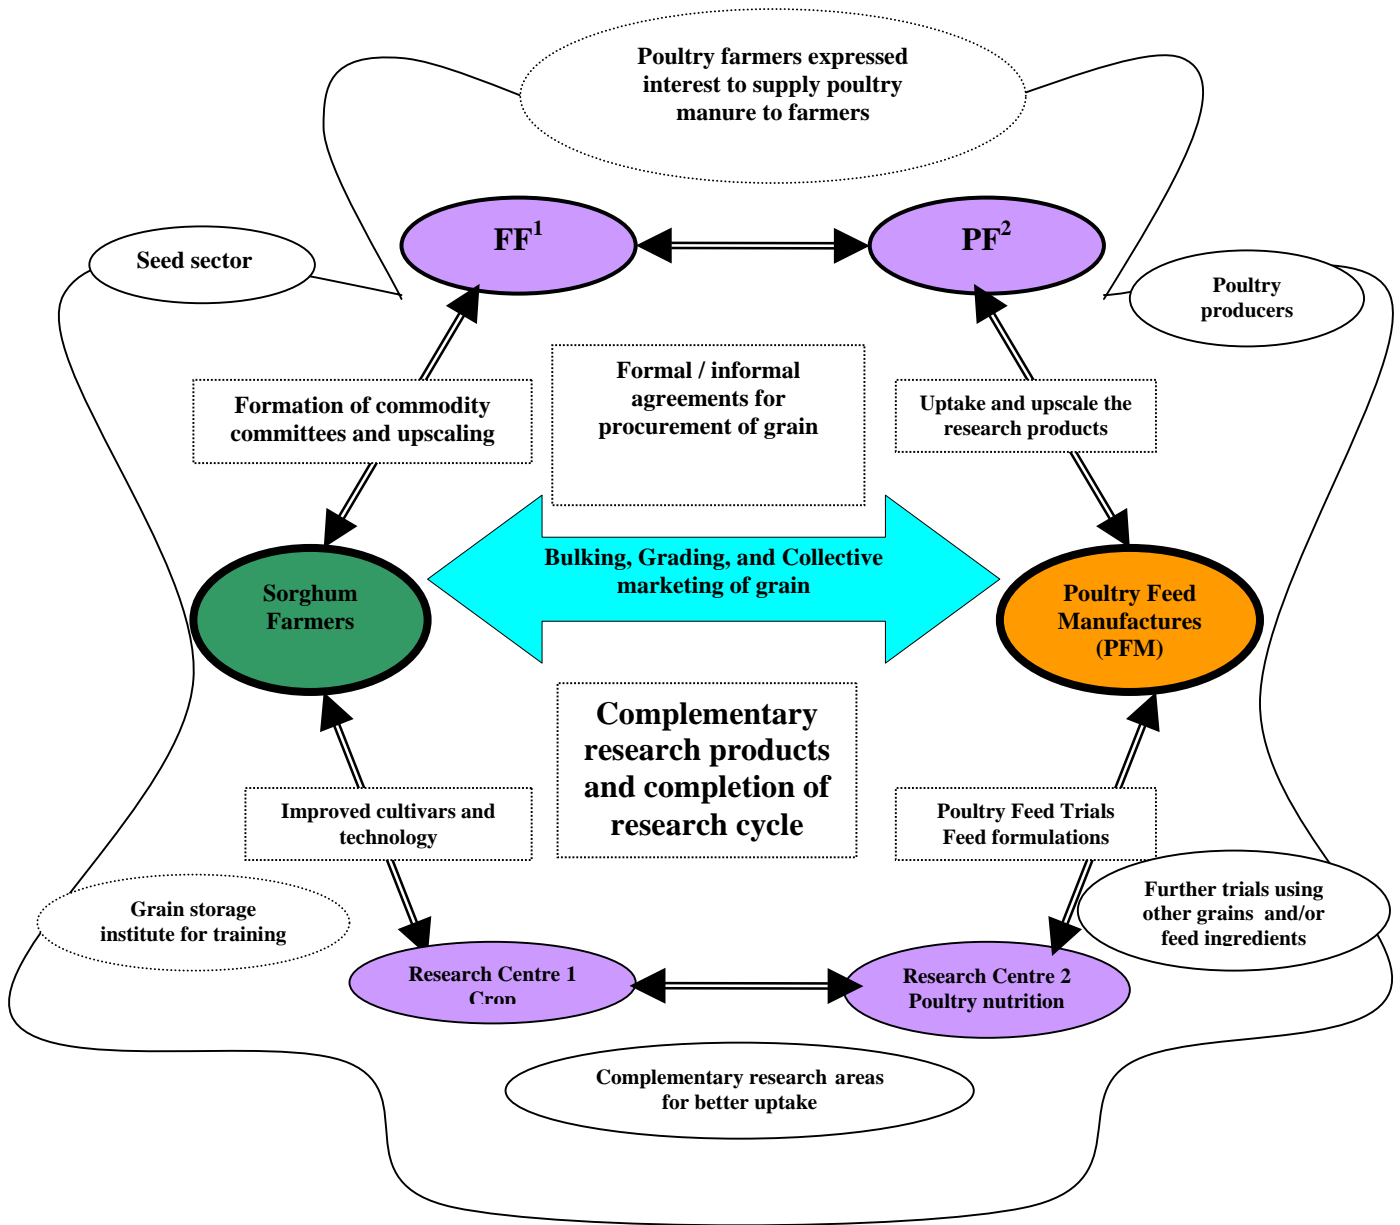 Poultry farmers expressed
interest to supply poultry
manure to farmers
FF1
PF2
Seed sector
Poultry
producers
Formal / informal
agreements for
procurement of grain
Formation of commodity
committees and upscaling
Uptake and upscale the
research products
Bulking, Grading, and Collective
marketing of grain
Sorghum
Farmers
Poultry Feed
Manufactures
(PFM)
Complementary
research products
and completion of
research cycle
Improved cultivars and
technology
Poultry Feed Trials
Feed formulations
Grain storage
institute for training
Further trials using
other grains and/or
feed ingredients
Research Centre 1
Crop
Research Centre 2
Poultry nutrition
Complementary research areas
for better uptake